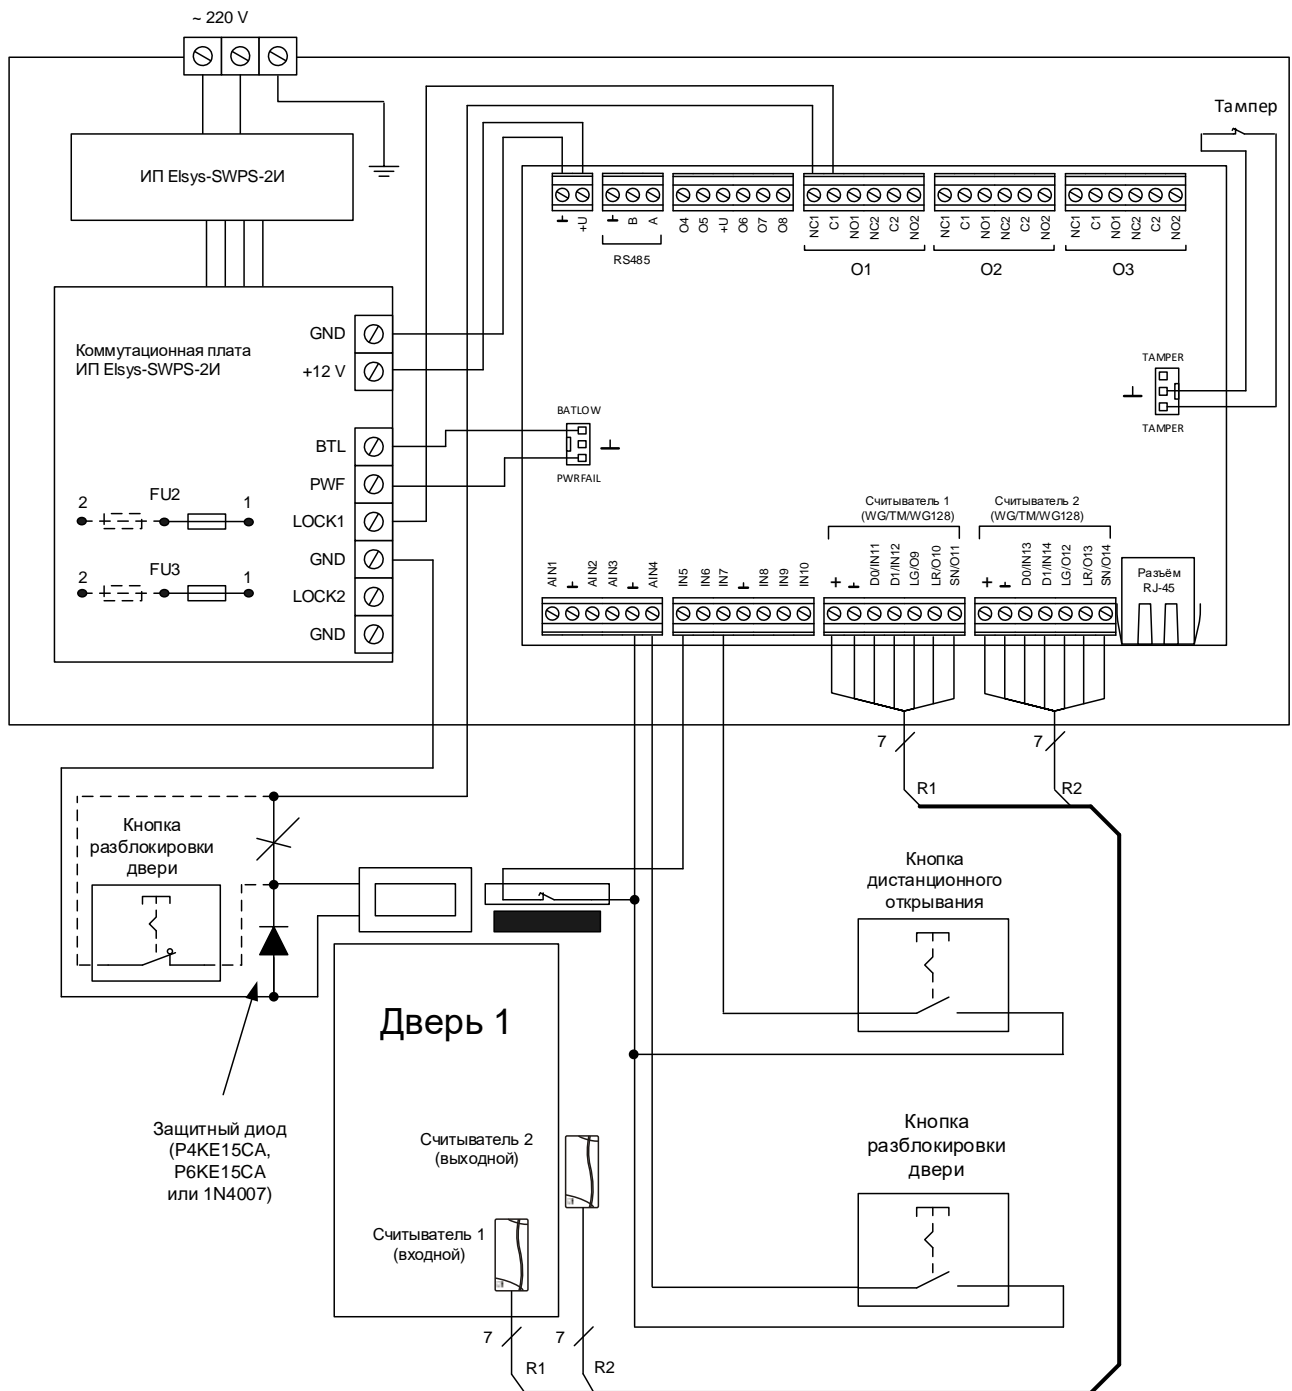 ~ 220 V
Тампер
ИП Elsys-SWPS-2И
⊥
+U
⊥
B
A
O4
O5
+U
O6
O7
O8
NC1
C1
NO1
NC2
C2
NO2
NC1
C1
NO1
NC2
C2
NO2
NC1
C1
NO1
NC2
C2
NO2
RS485
O1
O2
O3
Коммутационная плата
ИП Elsys-SWPS-2И
GND
+12 V
BTL
PWF
LOCK1
GND
LOCK2
GND
2
FU2
1
2
FU3
1
BATLOW
PWRFAIL
TAMPER
TAMPER
Считыватель 1
(WG/TM/WG128)
Считыватель 2
(WG/TM/WG128)
AIN1
⊥
AIN2
AIN3
⊥
AIN4
IN5
IN6
IN7
⊥
IN8
IN9
IN10
+
⊥
D0/IN11
D1/IN12
LG/O9
LR/O10
SN/O11
+
⊥
D0/IN13
D1/IN14
LG/O12
LR/O13
SN/O14
Разъём
RJ-45
7
7
R1
R2
Кнопка
разблокировки
двери
Кнопка
дистанционного
открывания
Дверь 1
Защитный диод
(P4KE15CA,
P6KE15CA
или 1N4007)
Считыватель 2
(выходной)
Считыватель 1
(входной)
Кнопка
разблокировки
двери
7
7
R1
R2